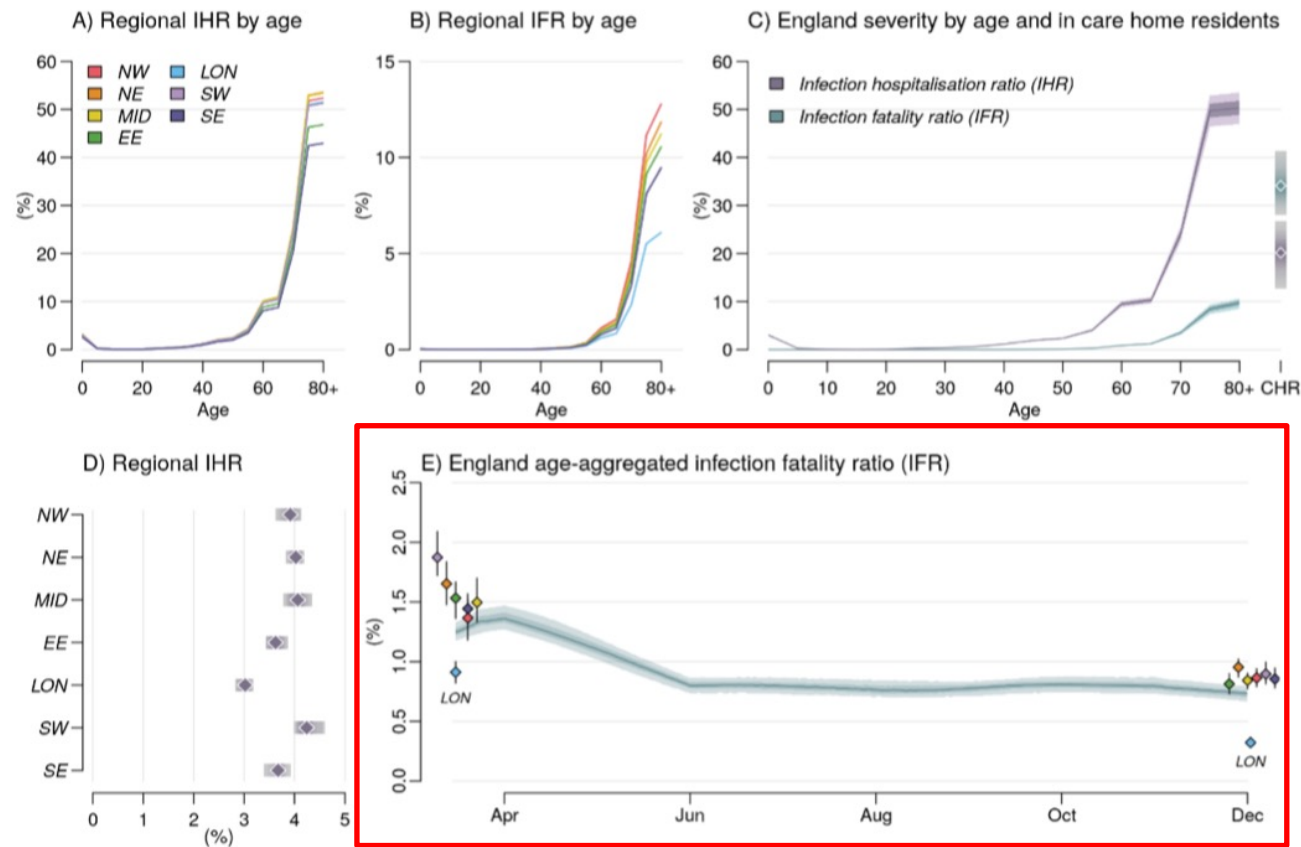 A) Regional IHR by age
60
50
40
30
20
10
0
(%)
NW
NE
MID
EE
LON
SW
SE
0 20 40 60 80+
Age
B) Regional IFR by age
15
10
5
0
(%)
0 20 40 60 80+
Age
C) England severity by age and in care home residents
60
50
40
30
20
10
0
(%)
Infection hospitalisation ratio (IHR)
Infection fatality ratio (IFR)
0 10 20 30 40 50 60 70 80+ CHR
Age
D) Regional IHR
NW
NE
MID
EE
LON
SW
SE
0 1 2 3 4 5
(%)
E) England age-aggregated infection fatality ratio (IFR)
2.5
2.0
1.5
1.0
0.5
0.0
(%)
LON
LON
Apr Jun Aug Oct Dec